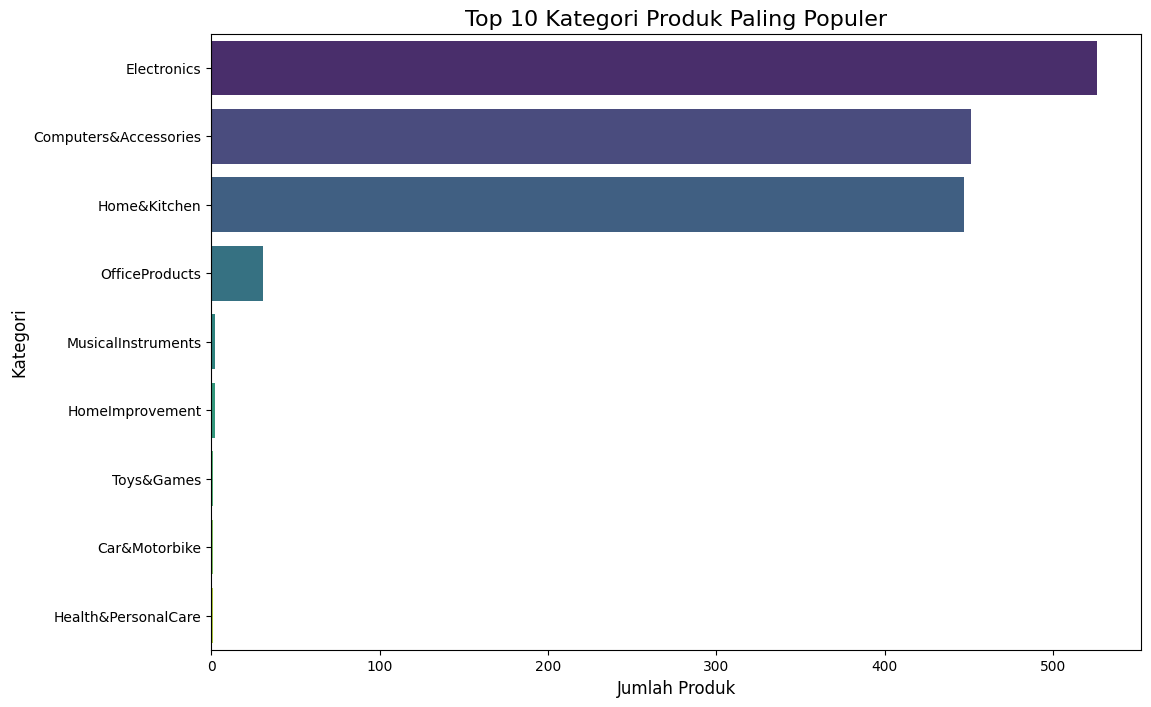 Top 10 Kategori Produk Paling Populer
Kategori
Electronics
Computers&Accessories
Home&Kitchen
OfficeProducts
MusicalInstruments
HomeImprovement
Toys&Games
Car&Motorbike
Health&PersonalCare
0 100 200 300 400 500
Jumlah Produk